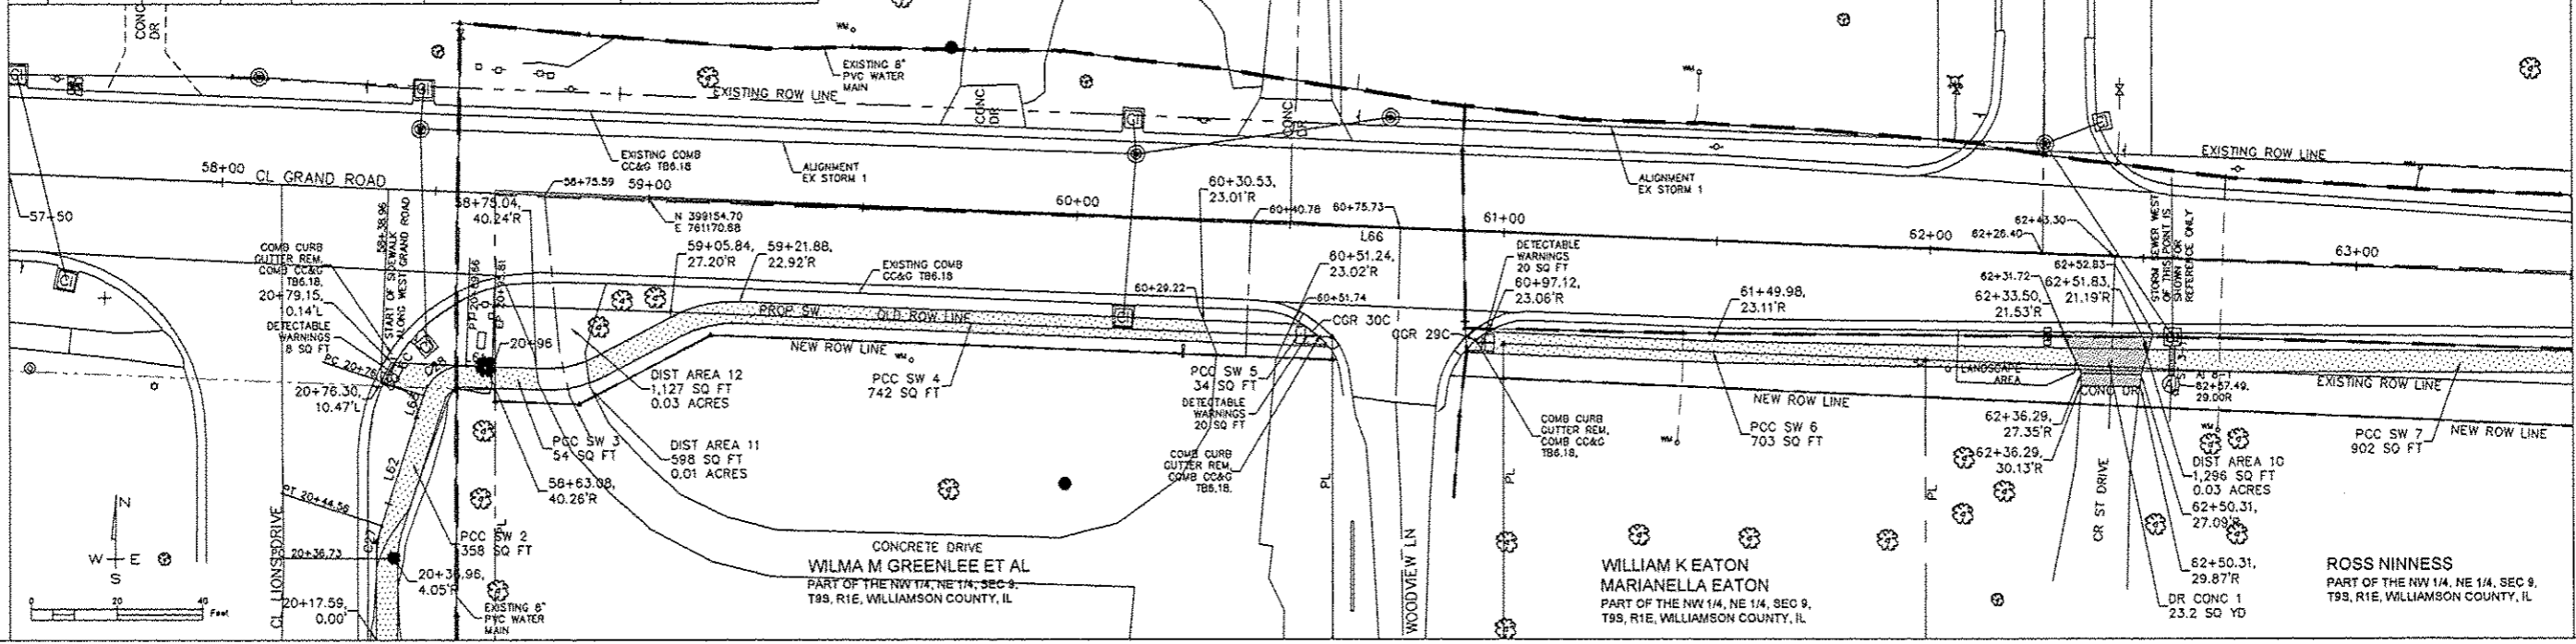 CONC
DR
WM
EXISTING 8"
PVC WATER
MAIN
EXISTING ROW LINE
CONC
DR
CONC
DR
EXISTING COMB
CC&G TB6.18
ALIGNMENT
EX STORM 1
ALIGNMENT
EX STORM 1
EXISTING ROW LINE
58+00
CL GRAND ROAD
57+50
58+38.96
START OF SIDEWALK
ALONG WEST GRAND ROAD
58+75.04,
40.24'R
58+75.59
59+00
N 399154.70
E 761170.68
59+05.84,
27.20'R
59+21.88,
22.92'R
EXISTING COMB
CC&G TB6.18
60+00
60+30.53,
23.01'R
60+40.78
60+75.73
L66
61+00
60+29.22
60+51.24,
23.02'R
60+51.74
CGR 30C
CGR 29C
DETECTABLE
WARNINGS
20 SQ FT
60+97.12,
23.06'R
61+49.98,
23.11'R
62+00
62+43.30
62+26.40
62+52.83
62+51.83,
21.19'R
62+31.72
62+33.50,
21.53'R
STORM SEWER WEST
OF THIS POINT IS
SHOWN FOR
REFERENCE ONLY
63+00
COMB CURB
GUTTER REM,
COMB CC&G
TB6.18,
20+79.15,
0.14'L
DETECTABLE
WARNINGS
8 SQ FT
20+76.30,
10.47'L
20+96
PROP SW
OLD ROW LINE
NEW ROW LINE
WM
PCC SW 4
742 SQ FT
DIST AREA 12
1,127 SQ FT
0.03 ACRES
DIST AREA 11
598 SQ FT
0.01 ACRES
PCC SW 3
54 SQ FT
58+63.08,
40.26'R
PCC SW 5
34 SQ FT
DETECTABLE
WARNINGS
20 SQ FT
COMB CURB
GUTTER REM,
COMB CC&G
TB6.18.
COMB CURB
GUTTER REM,
COMB CC&G
TB6.18,
PCC SW 6
703 SQ FT
NEW ROW LINE
LANDSCAPE
AREA
CONC DR
62+36.29,
27.35'R
62+36.29,
30.13'R
62+57.49,
29.00R
EXISTING ROW LINE
PCC SW 7
902 SQ FT
NEW ROW LINE
DIST AREA 10
1,296 SQ FT
0.03 ACRES
62+50.31,
27.09'R
62+50.31,
29.87'R
DR CONC 1
23.2 SQ YD
CR ST DRIVE
L68
L62
PT 20+44.56
20+36.73
PCC SW 2
358 SQ FT
20+36.96,
4.05'R
20+17.59,
0.00'
CL LIONS DRIVE
EXISTING 8"
PVC WATER
MAIN
N
W E
S
0 20 40 Feet
CONCRETE DRIVE
WILMA M GREENLEE ET AL
PART OF THE NW 1/4, NE 1/4, SEC 9,
T9S, R1E, WILLIAMSON COUNTY, IL
PL
WOODVIEW LN
PL
WILLIAM K EATON
MARIANELLA EATON
PART OF THE NW 1/4, NE 1/4, SEC 9,
T9S, R1E, WILLIAMSON COUNTY, IL
PL
ROSS NINNESS
PART OF THE NW 1/4, NE 1/4, SEC 9,
T9S, R1E, WILLIAMSON COUNTY, IL